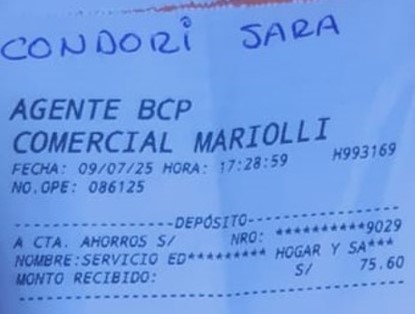 CONDORI SARA
AGENTE BCP
COMERCIAL MARIOLLI
FECHA: 09/07/25 HORA: 17:28:59 H993169
NO.OPE: 086125
--------------------DEPÓSITO--------------------
A CTA. AHORROS S/ NRO: **********9029
NOMBRE:SERVICIO ED********* HOGAR Y SA***
MONTO RECIBIDO: S/ 75.60
------------------------------------------------